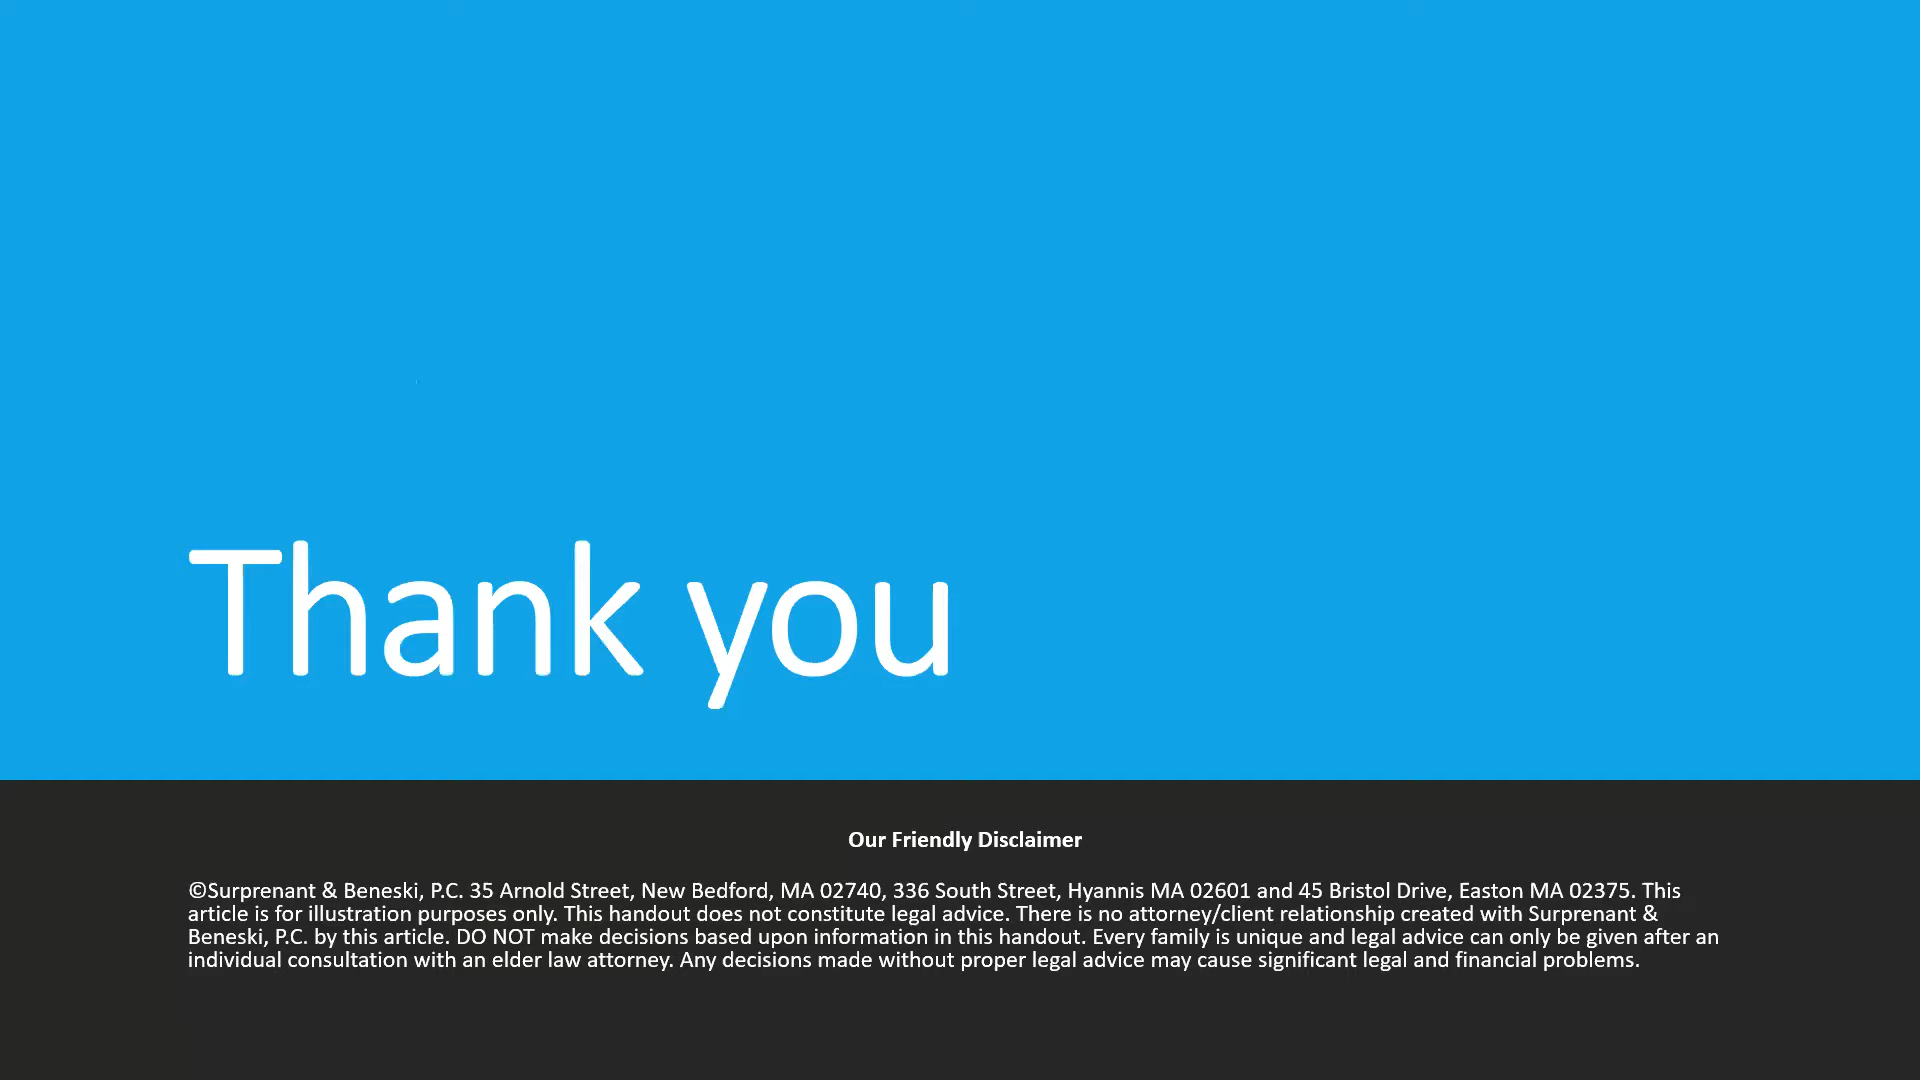 Thank you
Our Friendly Disclaimer
©Surprenant & Beneski, P.C. 35 Arnold Street, New Bedford, MA 02740, 336 South Street, Hyannis MA 02601 and 45 Bristol Drive, Easton MA 02375. This
article is for illustration purposes only. This handout does not constitute legal advice. There is no attorney/client relationship created with Surprenant &
Beneski, P.C. by this article. DO NOT make decisions based upon information in this handout. Every family is unique and legal advice can only be given after an
individual consultation with an elder law attorney. Any decisions made without proper legal advice may cause significant legal and financial problems.